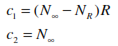 c₁ = (N∞ − N_R)R
c₂ = N∞